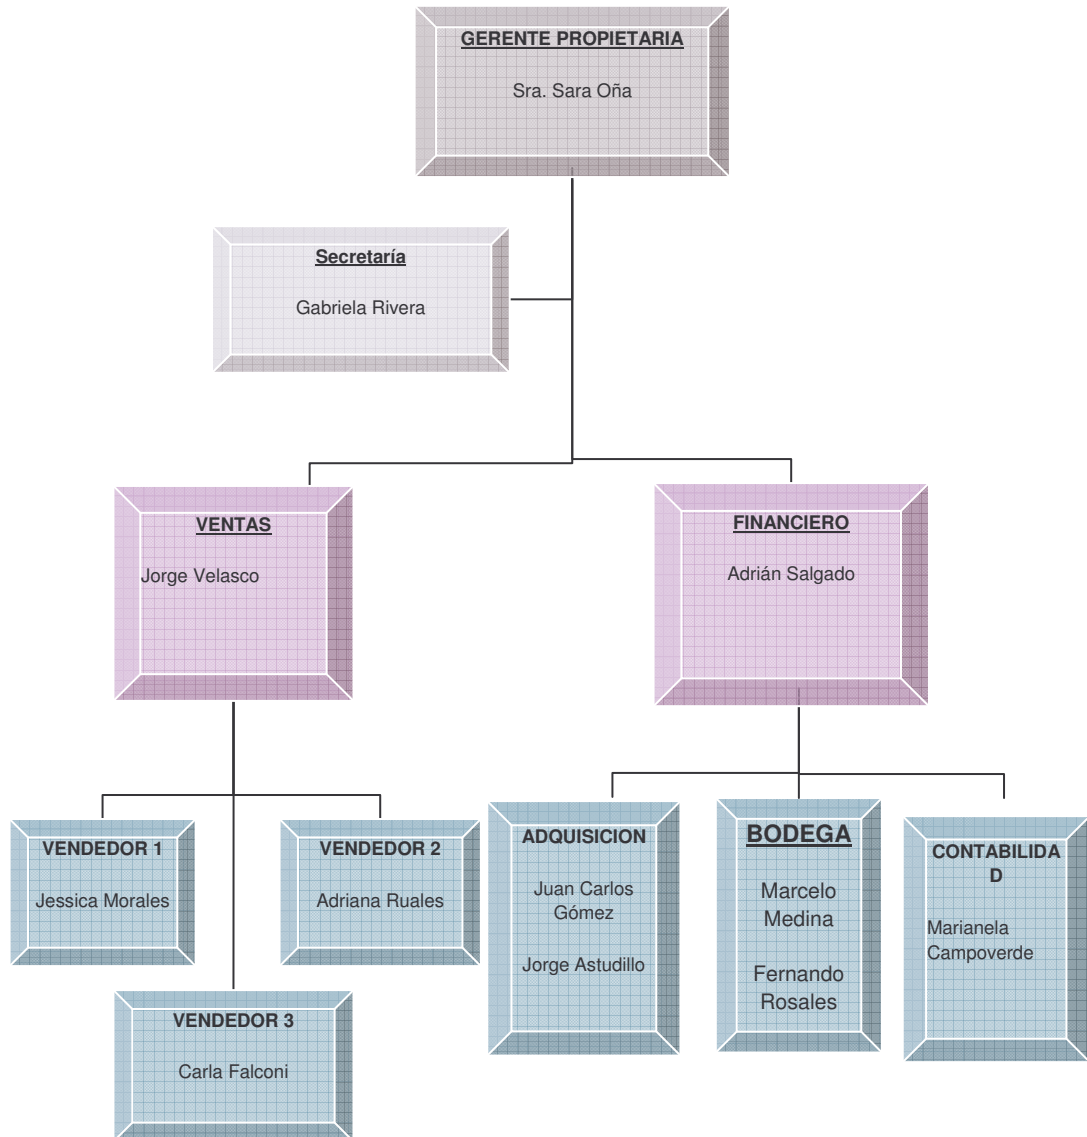 GERENTE PROPIETARIA
Sra. Sara Oña
Secretaría
Gabriela Rivera
VENTAS
Jorge Velasco
FINANCIERO
Adrián Salgado
VENDEDOR 1
Jessica Morales
VENDEDOR 2
Adriana Ruales
VENDEDOR 3
Carla Falconi
ADQUISICION
Juan Carlos
Gómez
Jorge Astudillo
BODEGA
Marcelo
Medina
Fernando
Rosales
CONTABILIDA
D
Marianela
Campoverde